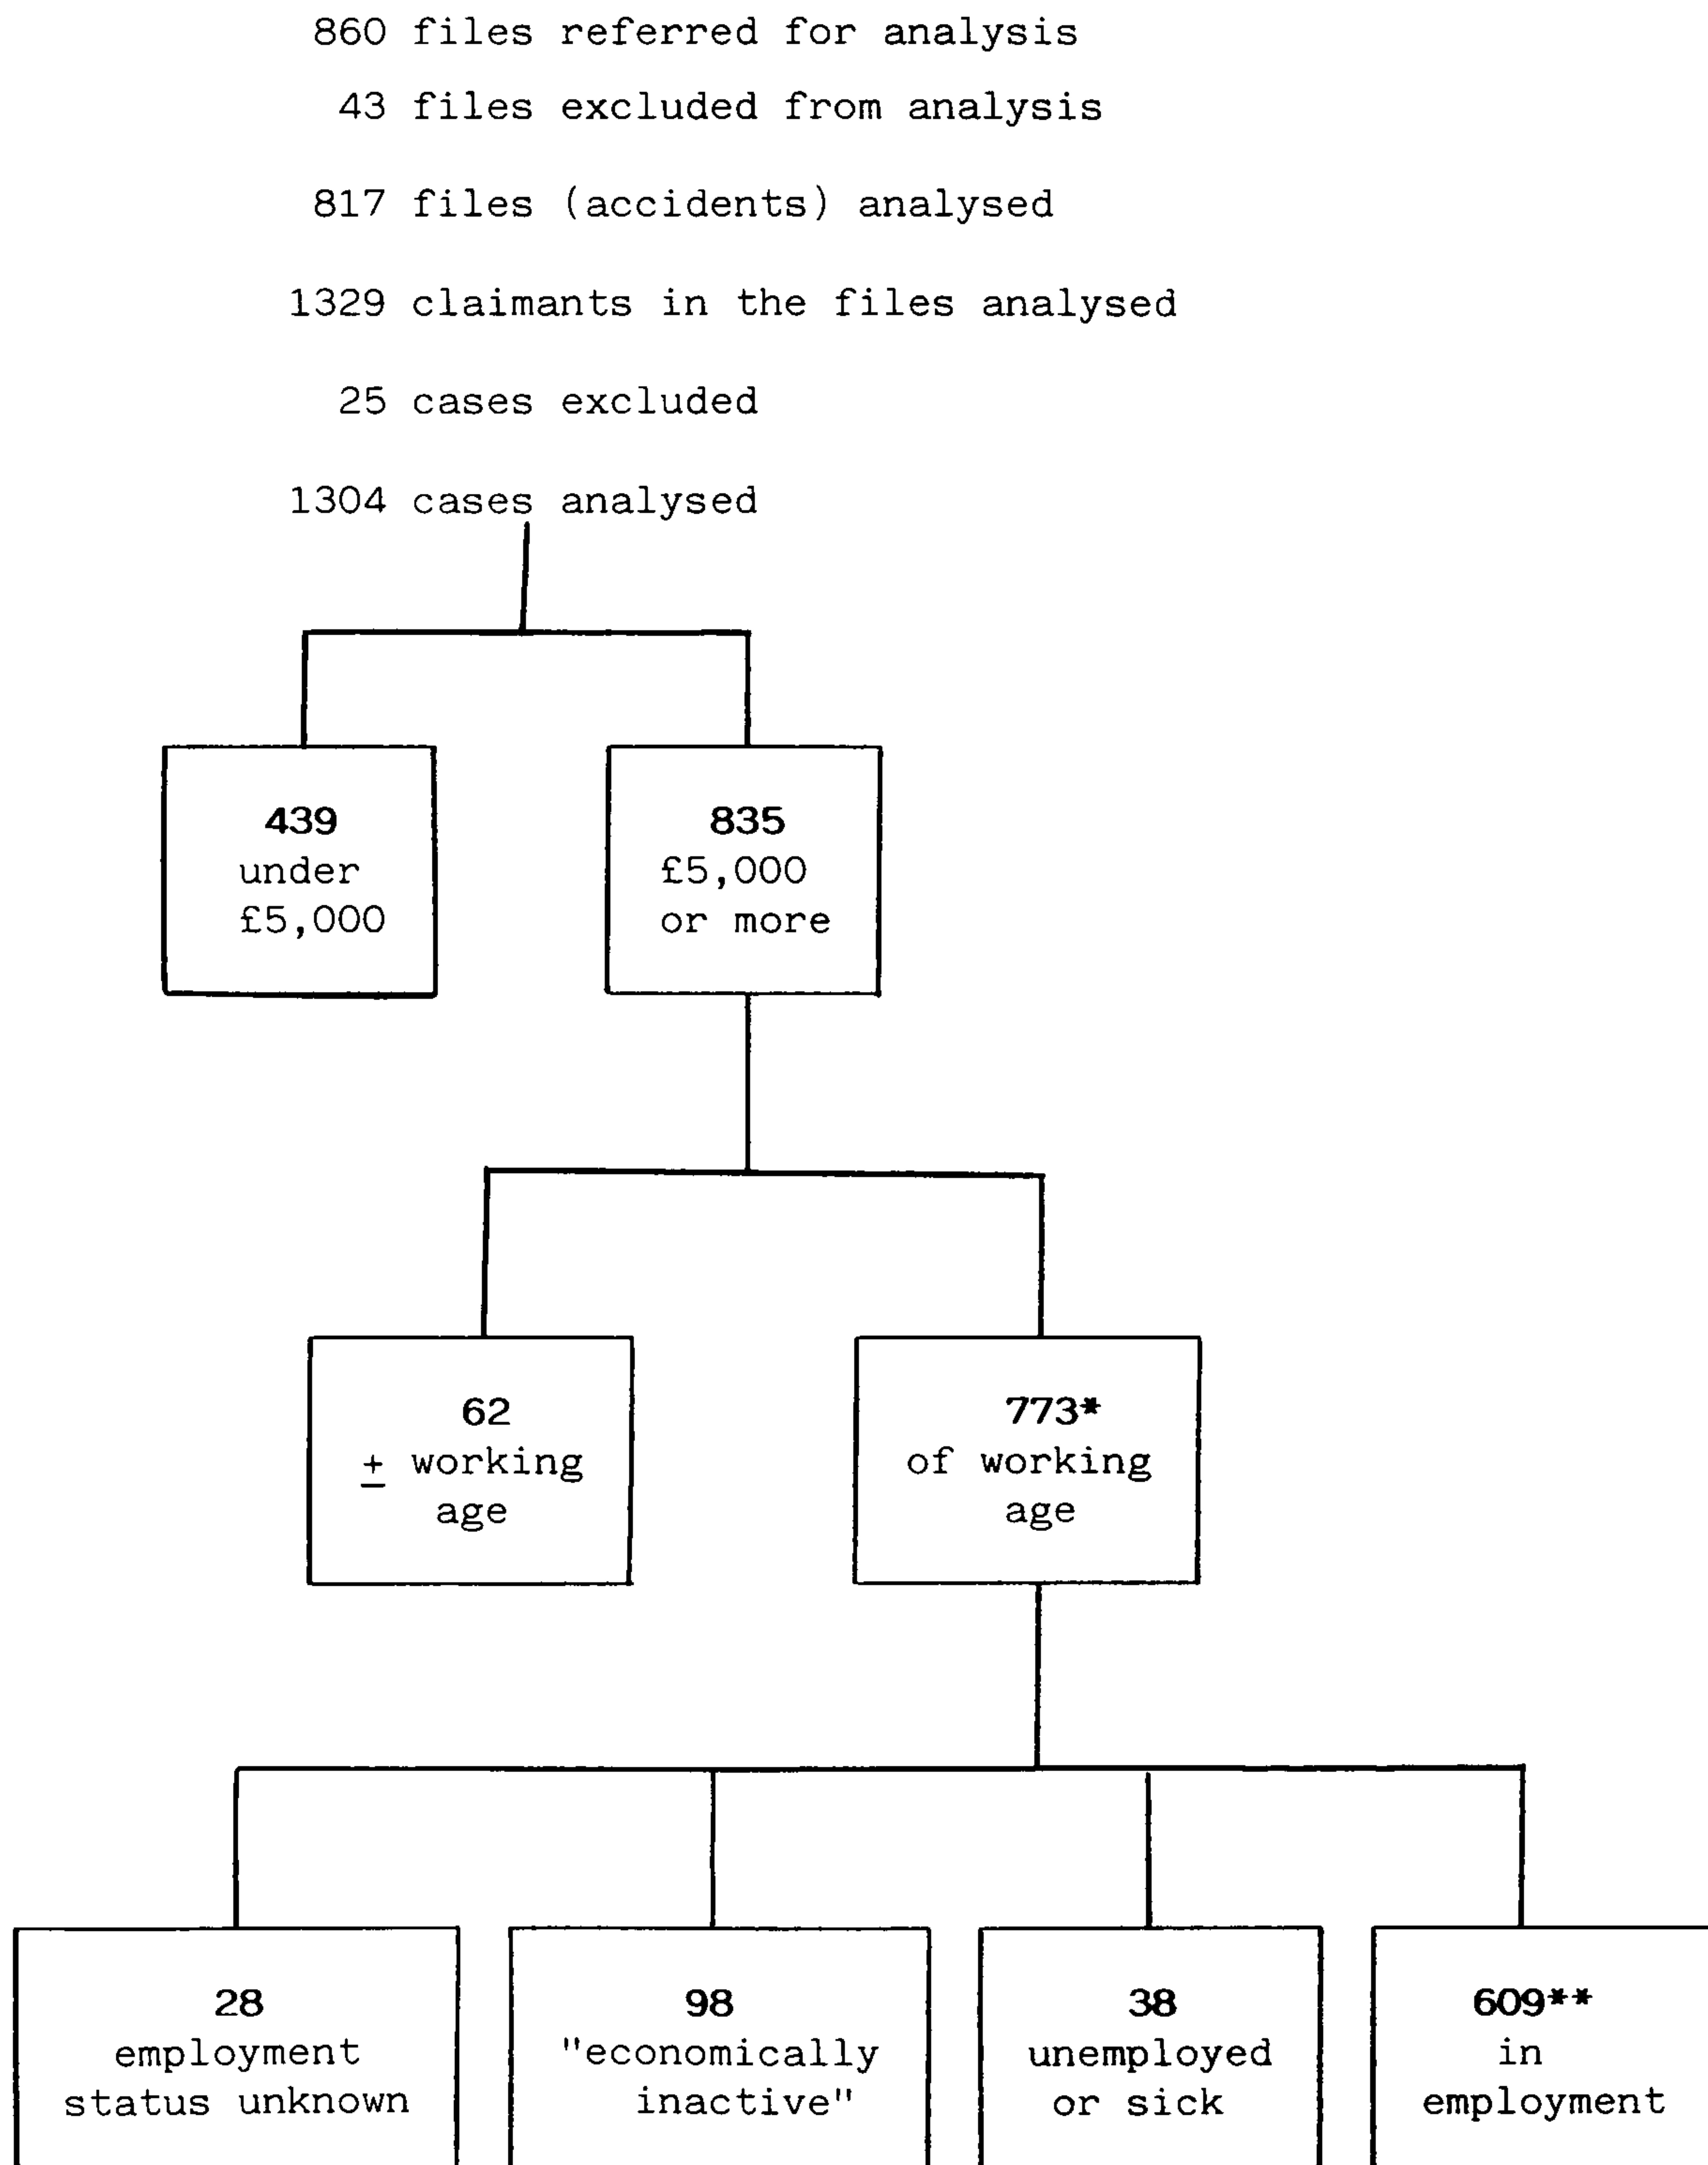 860 files referred for analysis
43 files excluded from analysis
817 files (accidents) analysed
1329 claimants in the files analysed
25 cases excluded
1304 cases analysed
439
under
£5,000
835
£5,000
or more
62
± working
age
773*
of working
age
28
employment
status unknown
98
"economically
inactive"
38
unemployed
or sick
609**
in
employment